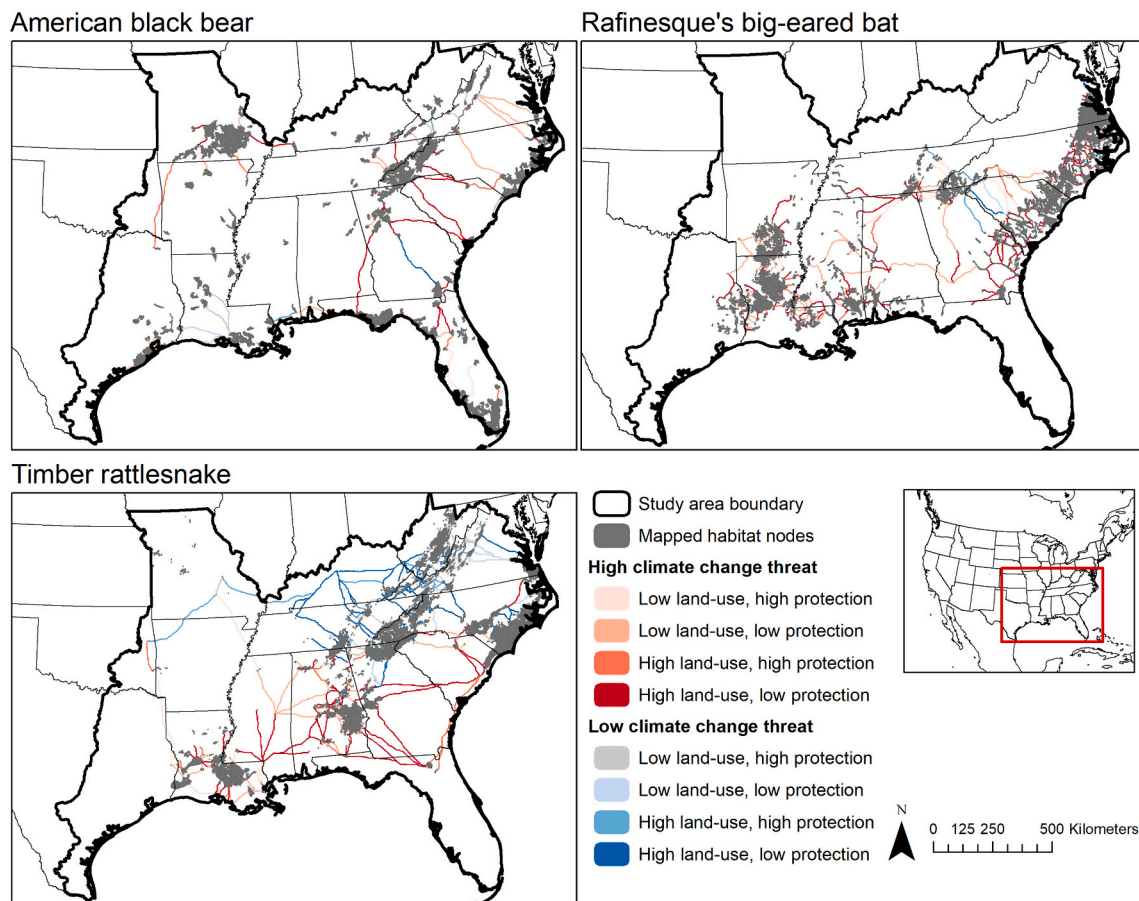 American black bear
Rafinesque's big-eared bat
Timber rattlesnake
Study area boundary
Mapped habitat nodes
High climate change threat
Low land-use, high protection
Low land-use, low protection
High land-use, high protection
High land-use, low protection
Low climate change threat
Low land-use, high protection
Low land-use, low protection
High land-use, high protection
High land-use, low protection
N
0 125 250 500 Kilometers